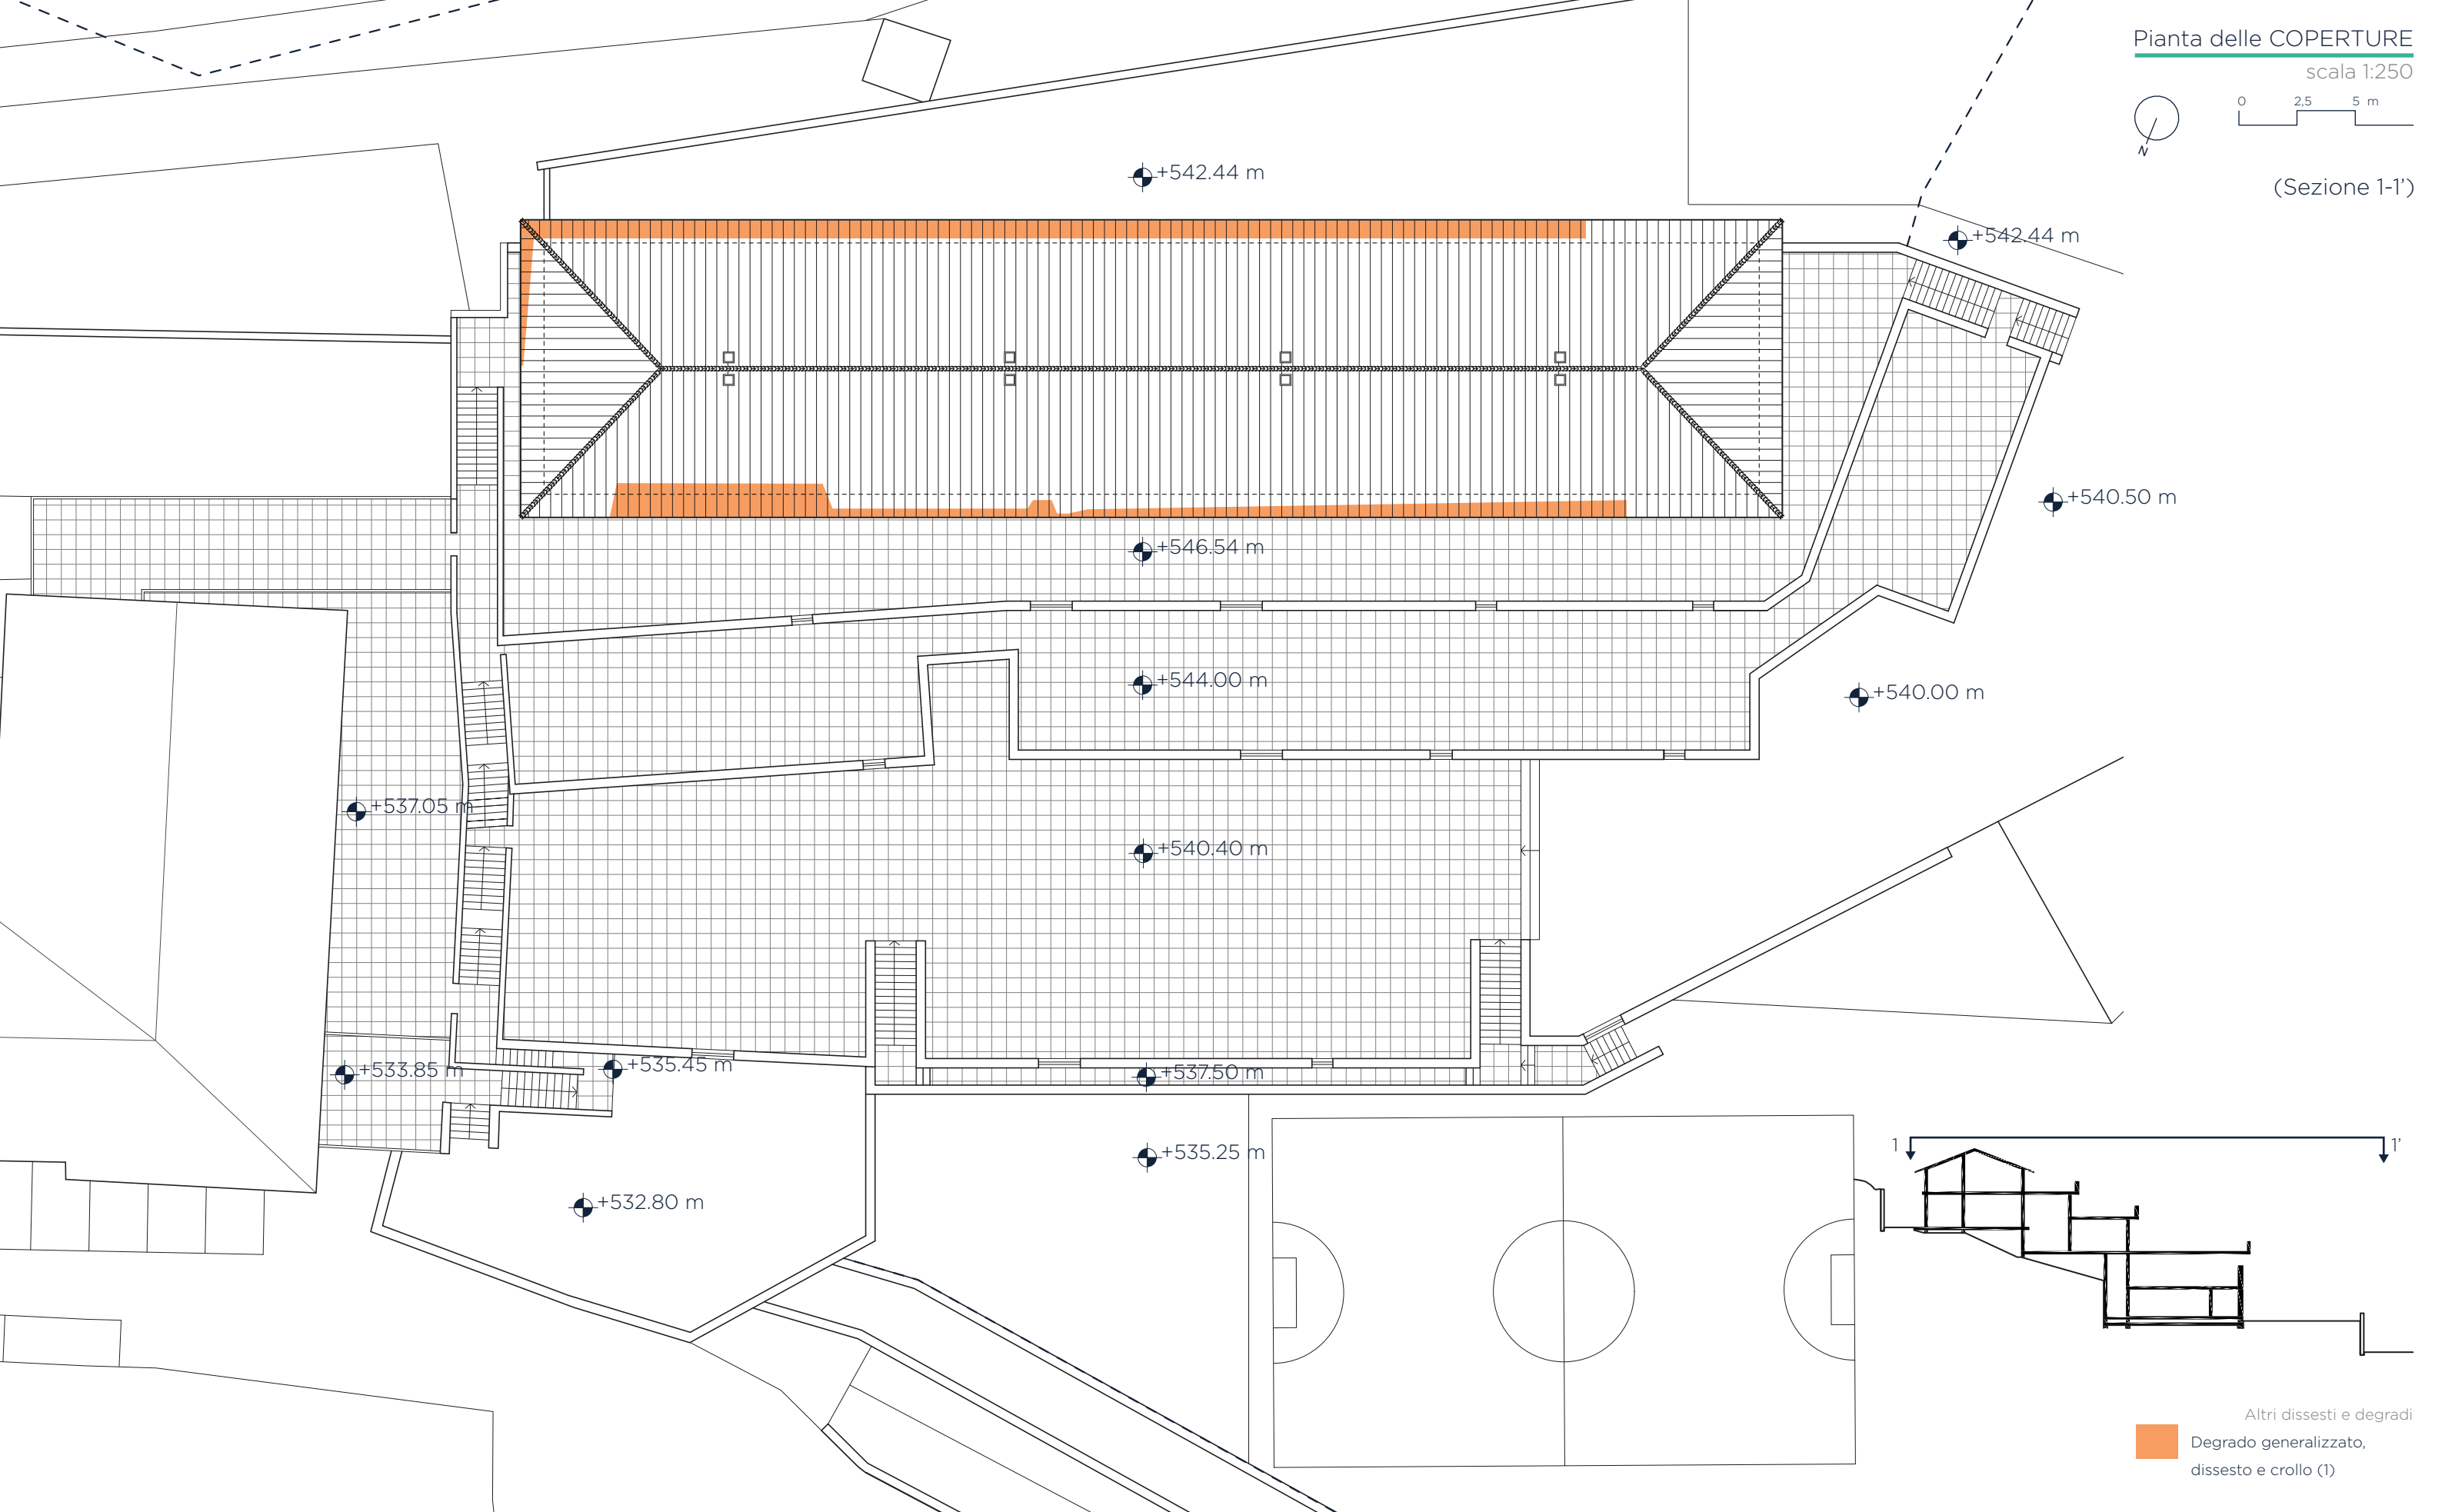 Pianta delle COPERTURE
scala 1:250
0 2,5 5 m
N
(Sezione 1-1’)
+542.44 m
+542.44 m
+540.50 m
+546.54 m
+544.00 m
+540.00 m
+537.05 m
+540.40 m
+533.85 m
+535.45 m
+537.50 m
+535.25 m
+532.80 m
1 1’
Altri dissesti e degradi
Degrado generalizzato,
dissesto e crollo (1)